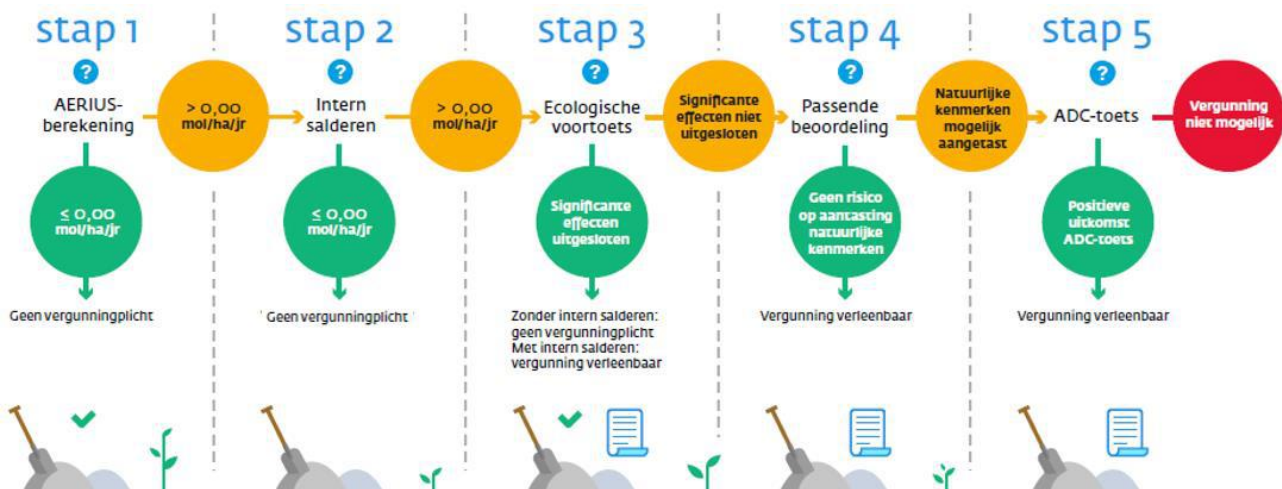 stap 1
stap 2
stap 3
stap 4
stap 5
?
?
?
?
?
AERIUS-
berekening
> 0,00
mol/ha/jr
Intern
salderen
> 0,00
mol/ha/jr
Ecologische
voortoets
Significante
effecten niet
uitgesloten
Passende
beoordeling
Natuurlijke
kenmerken
mogelijk
aangetast
ADC-toets
Vergunning
niet mogelijk
≤ 0,00
mol/ha/jr
≤ 0,00
mol/ha/jr
Significante
effecten
uitgesloten
Geen risico
op aantasting
natuurlijke
kenmerken
Positieve
uitkomst
ADC-toets
Geen vergunningplicht
Geen vergunningplicht
Zonder intern salderen:
geen vergunningplicht
Met intern salderen:
vergunning verleenbaar
Vergunning verleenbaar
Vergunning verleenbaar